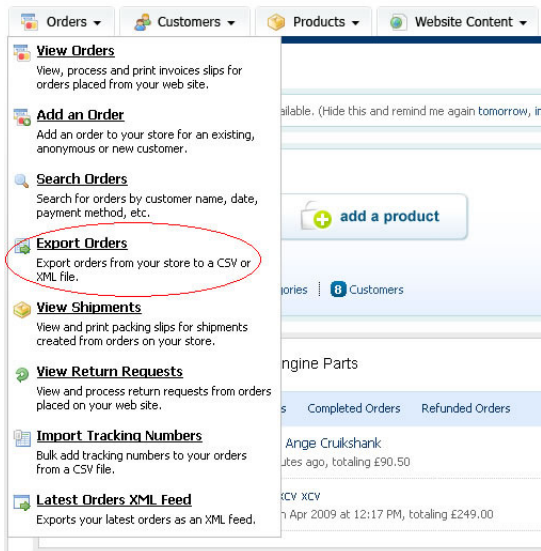 Orders Customers Products Website Content
View Orders
View, process and print invoices slips for
orders placed from your web site.
Add an Order
Add an order to your store for an existing,
anonymous or new customer.
Search Orders
Search for orders by customer name, date,
payment method, etc.
Export Orders
Export orders from your store to a CSV or
XML file.
View Shipments
View and print packing slips for shipments
created from orders on your store.
View Return Requests
View and process return requests from orders
placed on your web site.
Import Tracking Numbers
Bulk add tracking numbers to your orders
from a CSV file.
Latest Orders XML Feed
Exports your latest orders as an XML feed.
(Hide this and remind me again tomorrow,
add a product
8 Customers
Parts
Completed Orders Refunded Orders
Ange Cruikshank
ago, totaling £90.50
xcv
Apr 2009 at 12:17 PM, totaling £249.00